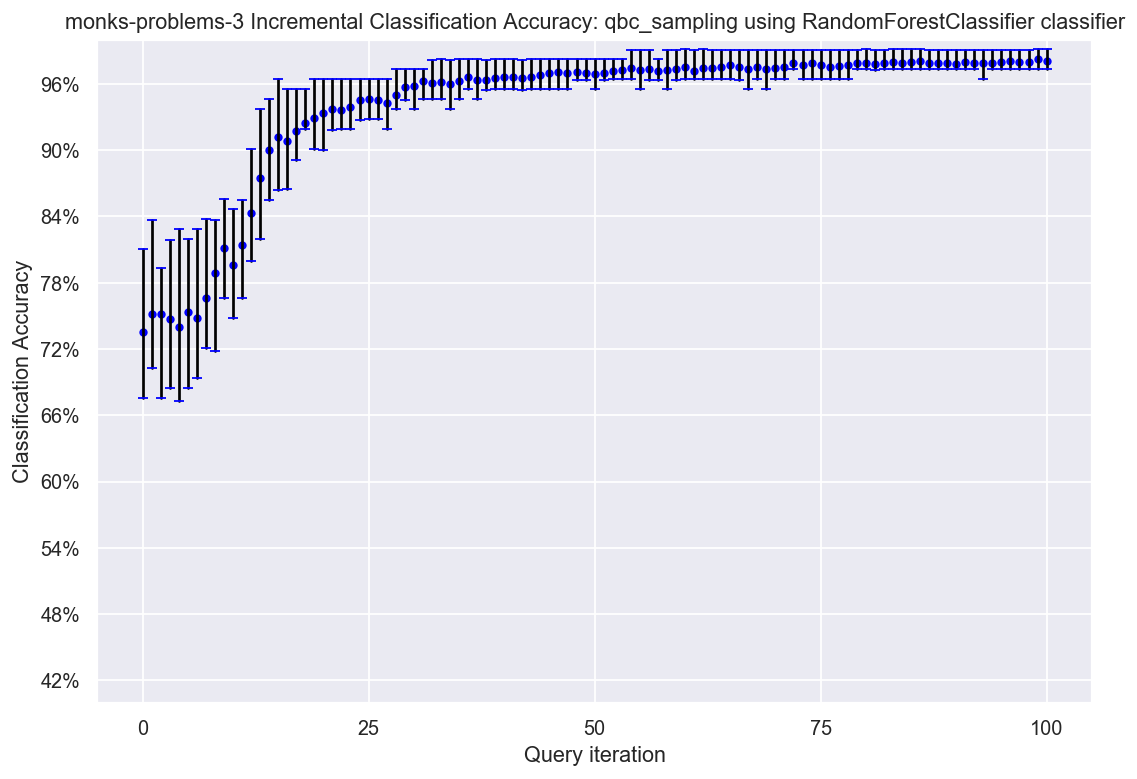 monks-problems-3 Incremental Classification Accuracy: qbc_sampling using RandomForestClassifier classifier
Classification Accuracy
96%
90%
84%
78%
72%
66%
60%
54%
48%
42%
0 25 50 75 100
Query iteration